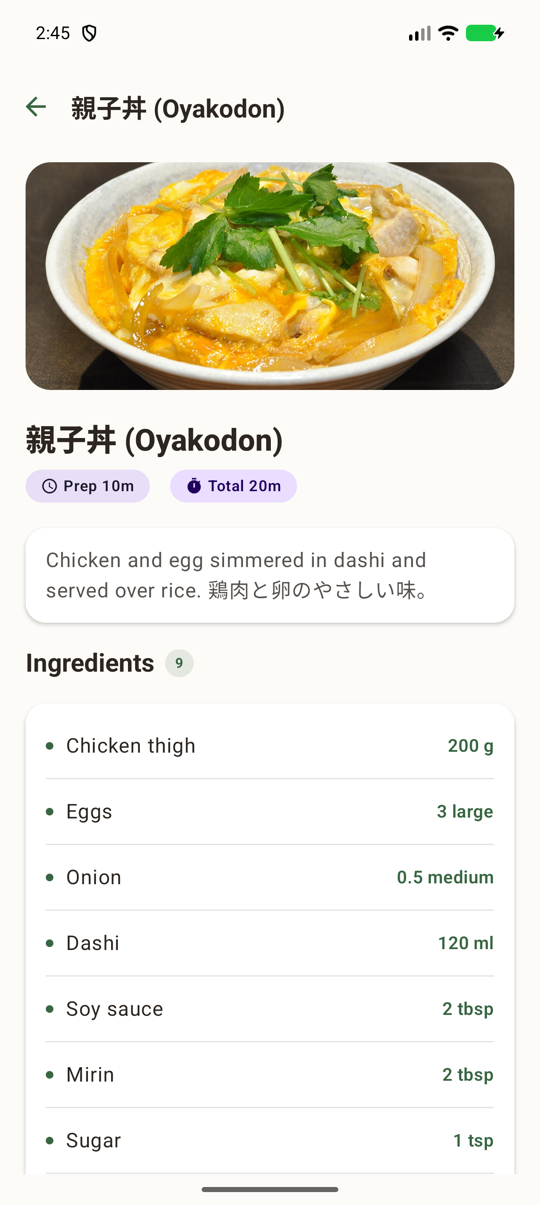 2:45
親子丼 (Oyakodon)
親子丼 (Oyakodon)
Prep 10m
Total 20m
Chicken and egg simmered in dashi and
served over rice. 鶏肉と卵のやさしい味。
Ingredients 9
Chicken thigh 200 g
Eggs 3 large
Onion 0.5 medium
Dashi 120 ml
Soy sauce 2 tbsp
Mirin 2 tbsp
Sugar 1 tsp